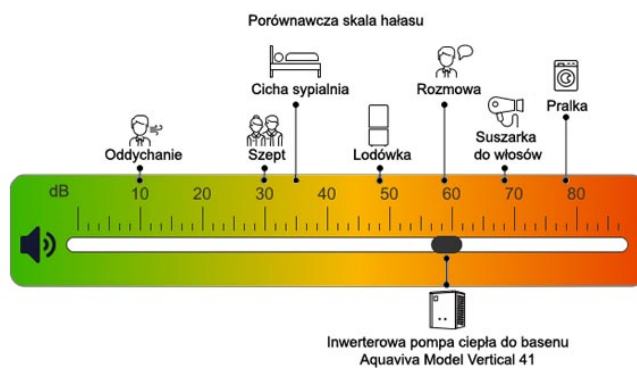 Porównawcza skala hałasu
Cicha sypialnia
Rozmowa
Pralka
Oddychanie
Szept
Lodówka
Suszarka
do włosów
dB 10 20 30 40 50 60 70 80
Inwerterowa pompa ciepła do basenu
Aquaviva Model Vertical 41